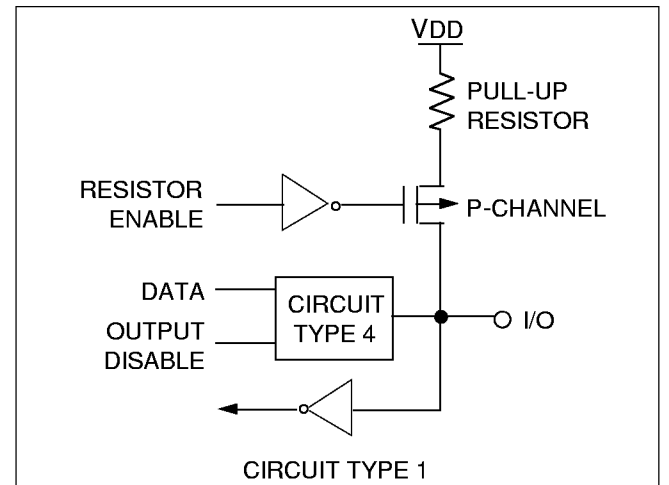 VDD
PULL-UP
RESISTOR
RESISTOR
ENABLE
P-CHANNEL
DATA
OUTPUT
DISABLE
CIRCUIT
TYPE 4
I/O
CIRCUIT TYPE 1